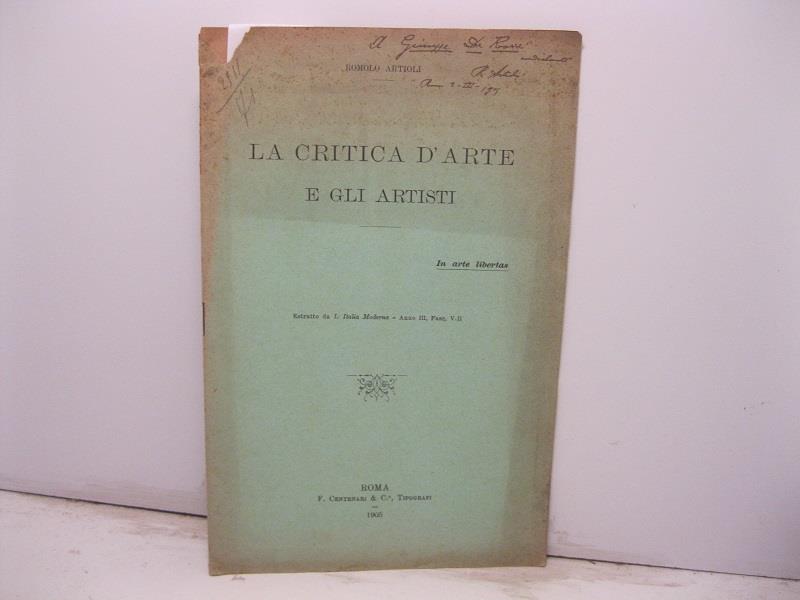 A Giuseppe De
ROMOLO ARTIOLI
R. Artioli
2811
LA CRITICA D'ARTE
E GLI ARTISTI
In arte libertas
Estratto da L'Italia Moderna - Anno III, Fasc. V-II
ROMA
F. CENTENARI & C.i, TIPOGRAFI
1905